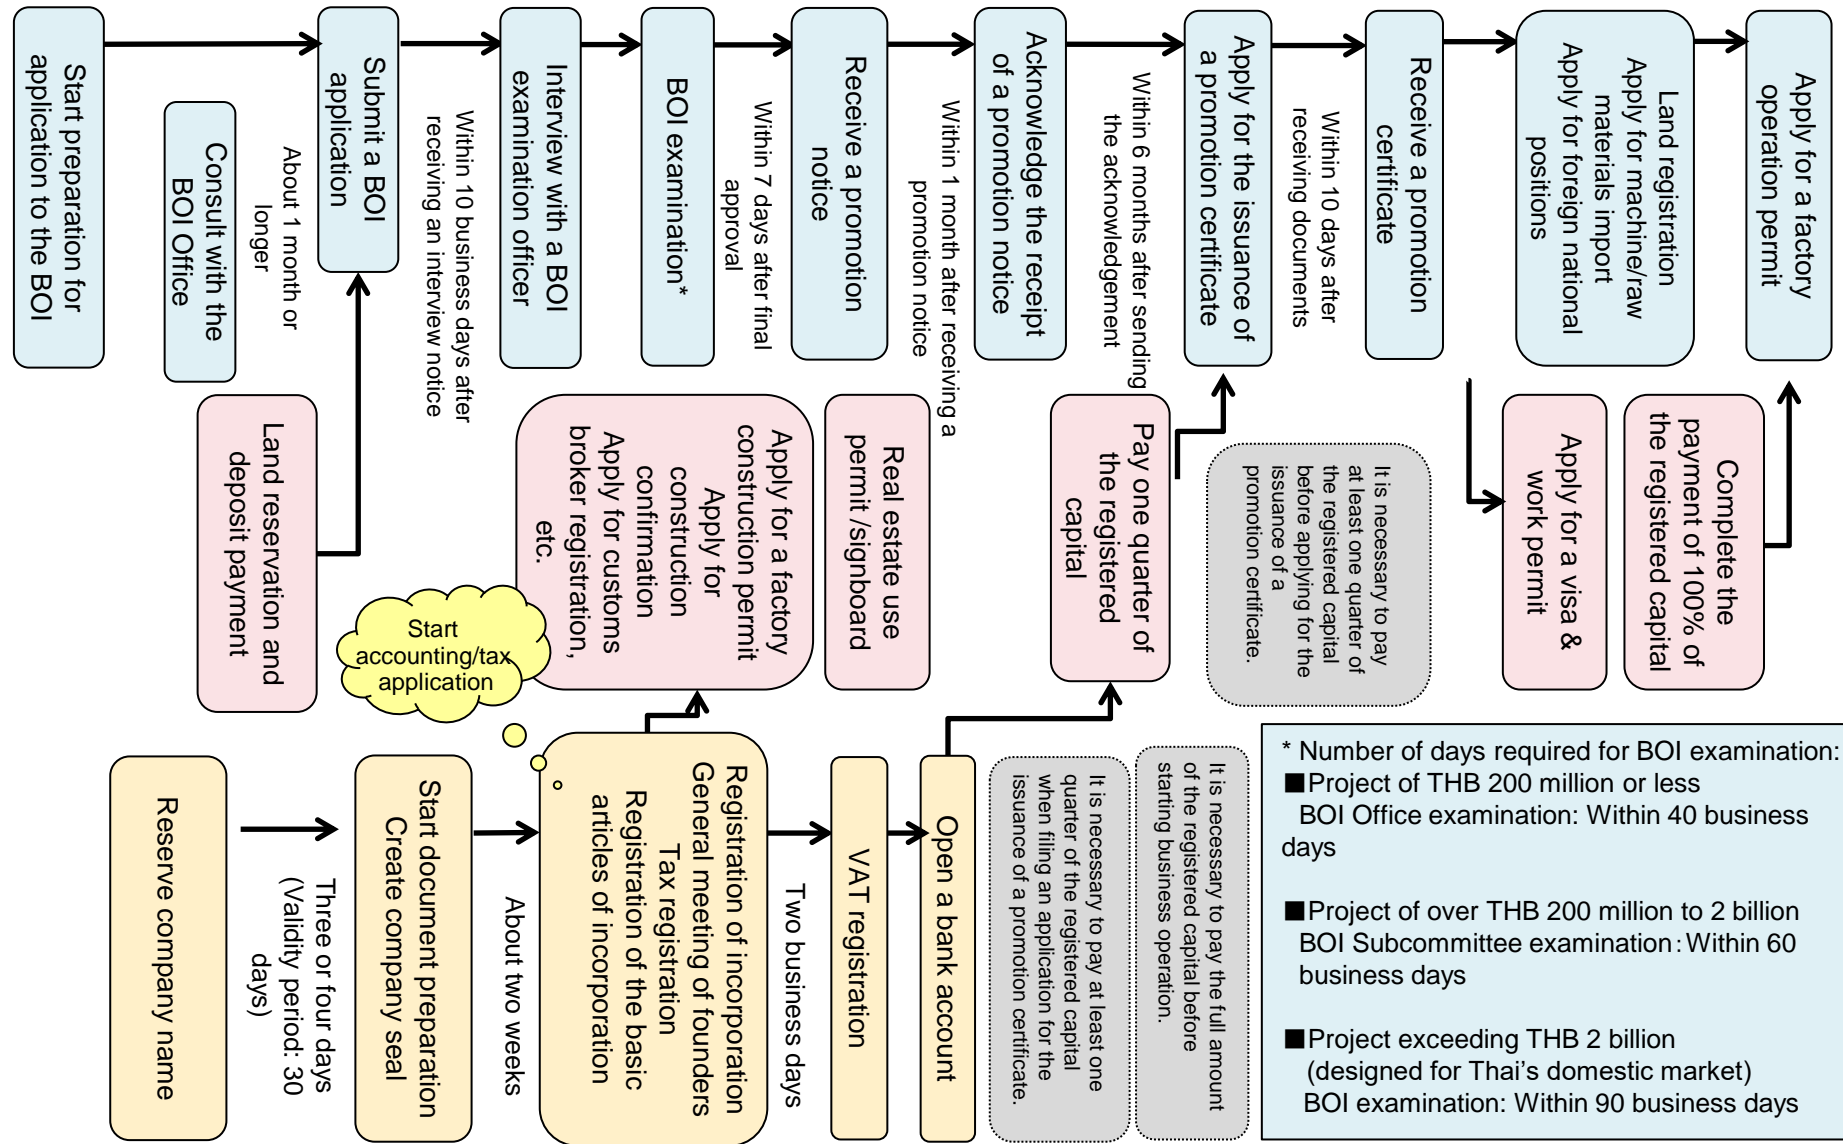 Start preparation for
application to the BOI
Consult with the
BOI Office
About 1 month or
longer
Submit a BOI
application
Within 10 business days after
receiving an interview notice
Interview with a BOI
examination officer
BOI examination*
Within 7 days after final
approval
Receive a promotion
notice
Within 1 month after receiving a
promotion notice
Acknowledge the receipt
of a promotion notice
Within 6 months after sending
the acknowledgement
Apply for the issuance of
a promotion certificate
Within 10 days after
receiving documents
Receive a promotion
certificate
Land registration
Apply for machine/raw
materials import
Apply for foreign national
positions
Apply for a factory
operation permit
Land reservation and
deposit payment
Apply for a factory
construction permit
Apply for
construction
confirmation
Apply for customs
broker registration,
etc.
Real estate use
permit /signboard
Pay one quarter of
the registered
capital
It is necessary to pay
at least one quarter of
the registered capital
before applying for the
issuance of a
promotion certificate.
Apply for a visa &
work permit
Complete the
payment of 100% of
the registered capital
Start
accounting/tax
application
Reserve company name
Three or four days
(Validity period: 30
days)
Start document preparation
Create company seal
About two weeks
Registration of incorporation
General meeting of founders
Tax registration
Registration of the basic
articles of incorporation
Two business days
VAT registration
Open a bank account
It is necessary to pay at least one
quarter of the registered capital
when filing an application for the
issuance of a promotion certificate.
It is necessary to pay the full amount
of the registered capital before
starting business operation.
* Number of days required for BOI examination:
■Project of THB 200 million or less
BOI Office examination: Within 40 business
days
■Project of over THB 200 million to 2 billion
BOI Subcommittee examination: Within 60
business days
■Project exceeding THB 2 billion
(designed for Thai's domestic market)
BOI examination: Within 90 business days